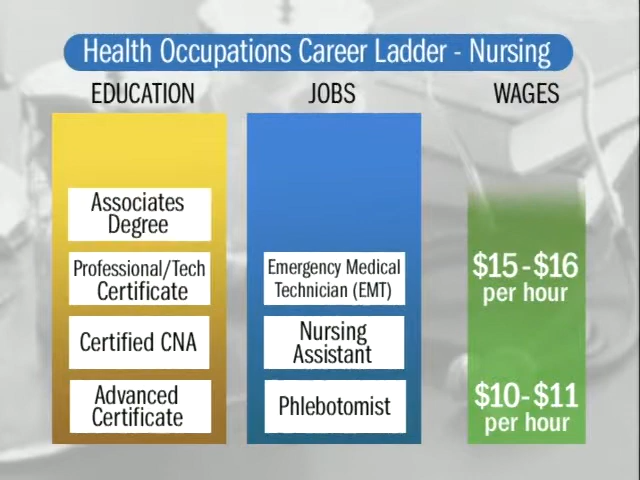 Health Occupations Career Ladder - Nursing
EDUCATION
JOBS
WAGES
Associates
Degree
Professional/Tech
Certificate
Emergency Medical
Technician (EMT)
$15-$16
per hour
Certified CNA
Nursing
Assistant
Advanced
Certificate
Phlebotomist
$10-$11
per hour